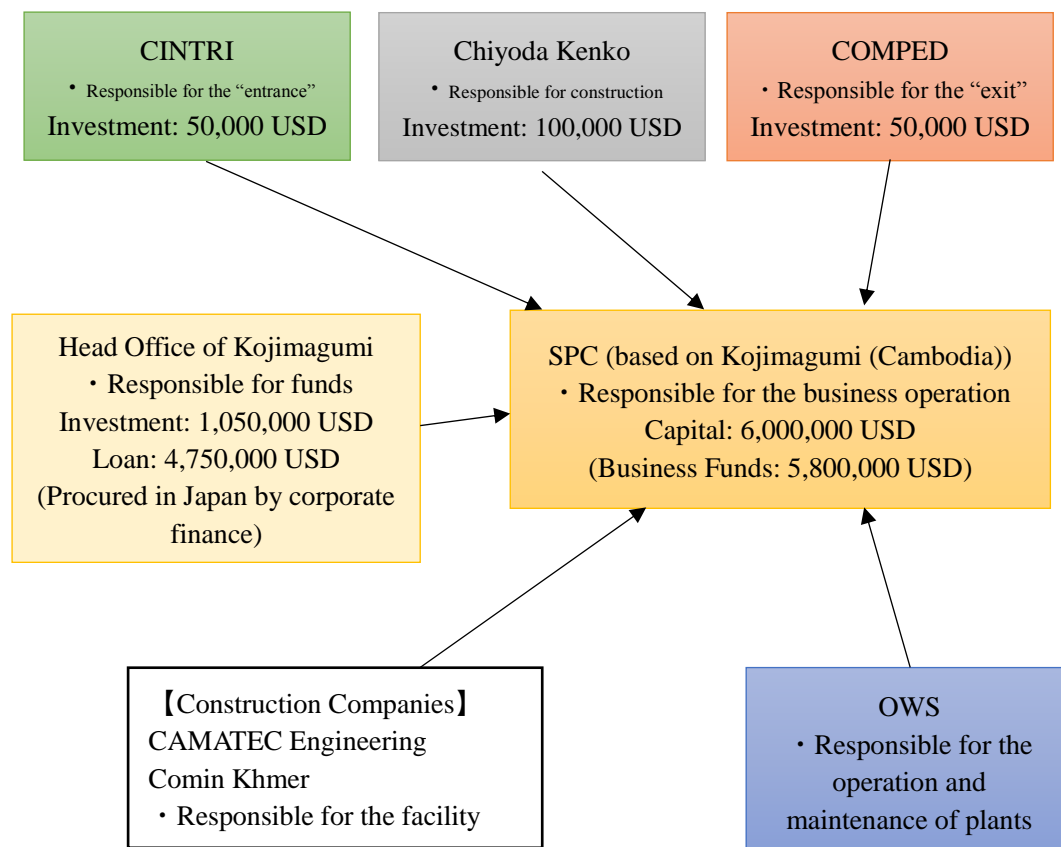 CINTRI
・Responsible for the “entrance”
Investment: 50,000 USD
Chiyoda Kenko
・Responsible for construction
Investment: 100,000 USD
COMPED
・Responsible for the “exit”
Investment: 50,000 USD
Head Office of Kojimagumi
・Responsible for funds
Investment: 1,050,000 USD
Loan: 4,750,000 USD
(Procured in Japan by corporate
finance)
SPC (based on Kojimagumi (Cambodia))
・Responsible for the business operation
Capital: 6,000,000 USD
(Business Funds: 5,800,000 USD)
【Construction Companies】
CAMATEC Engineering
Comin Khmer
・Responsible for the facility
OWS
・Responsible for the
operation and
maintenance of plants